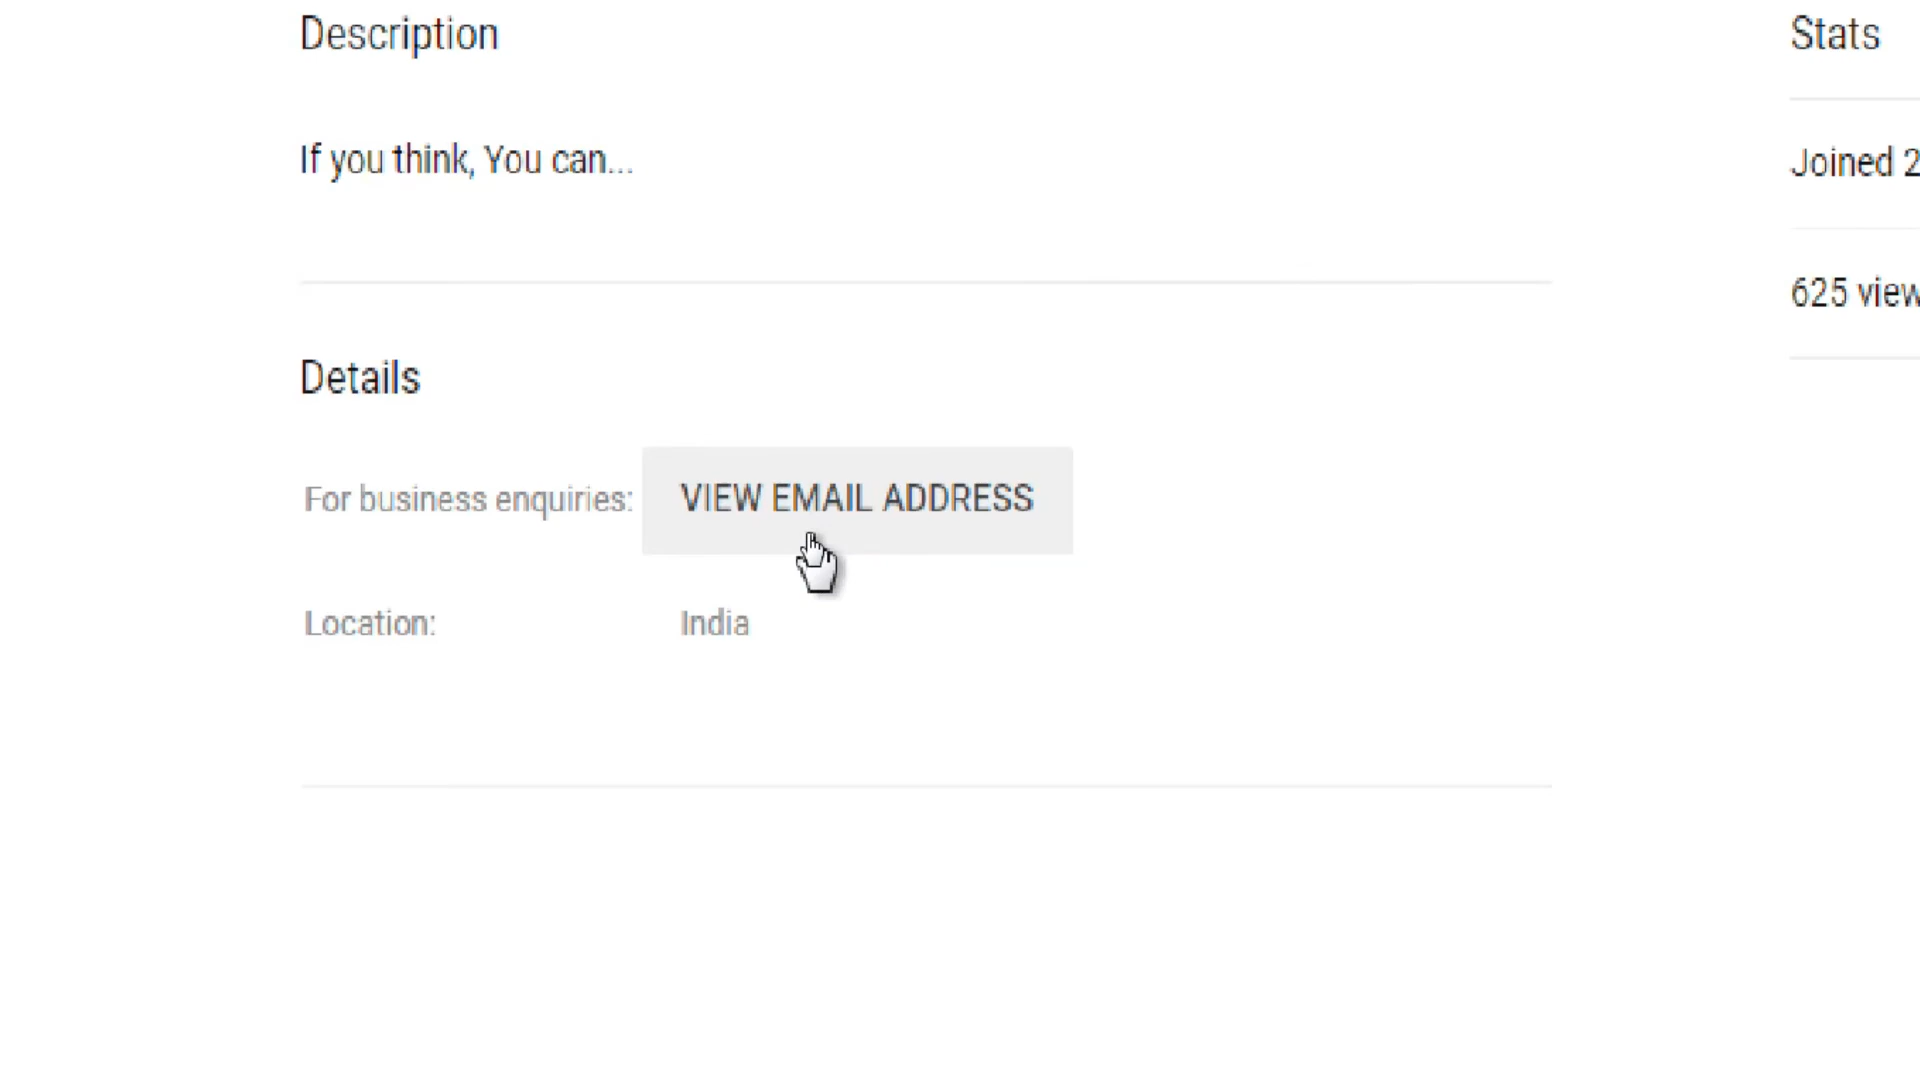 Description
If you think, You can...
Details
For business enquiries: VIEW EMAIL ADDRESS
Location: India
Stats
Joined 2
625 view